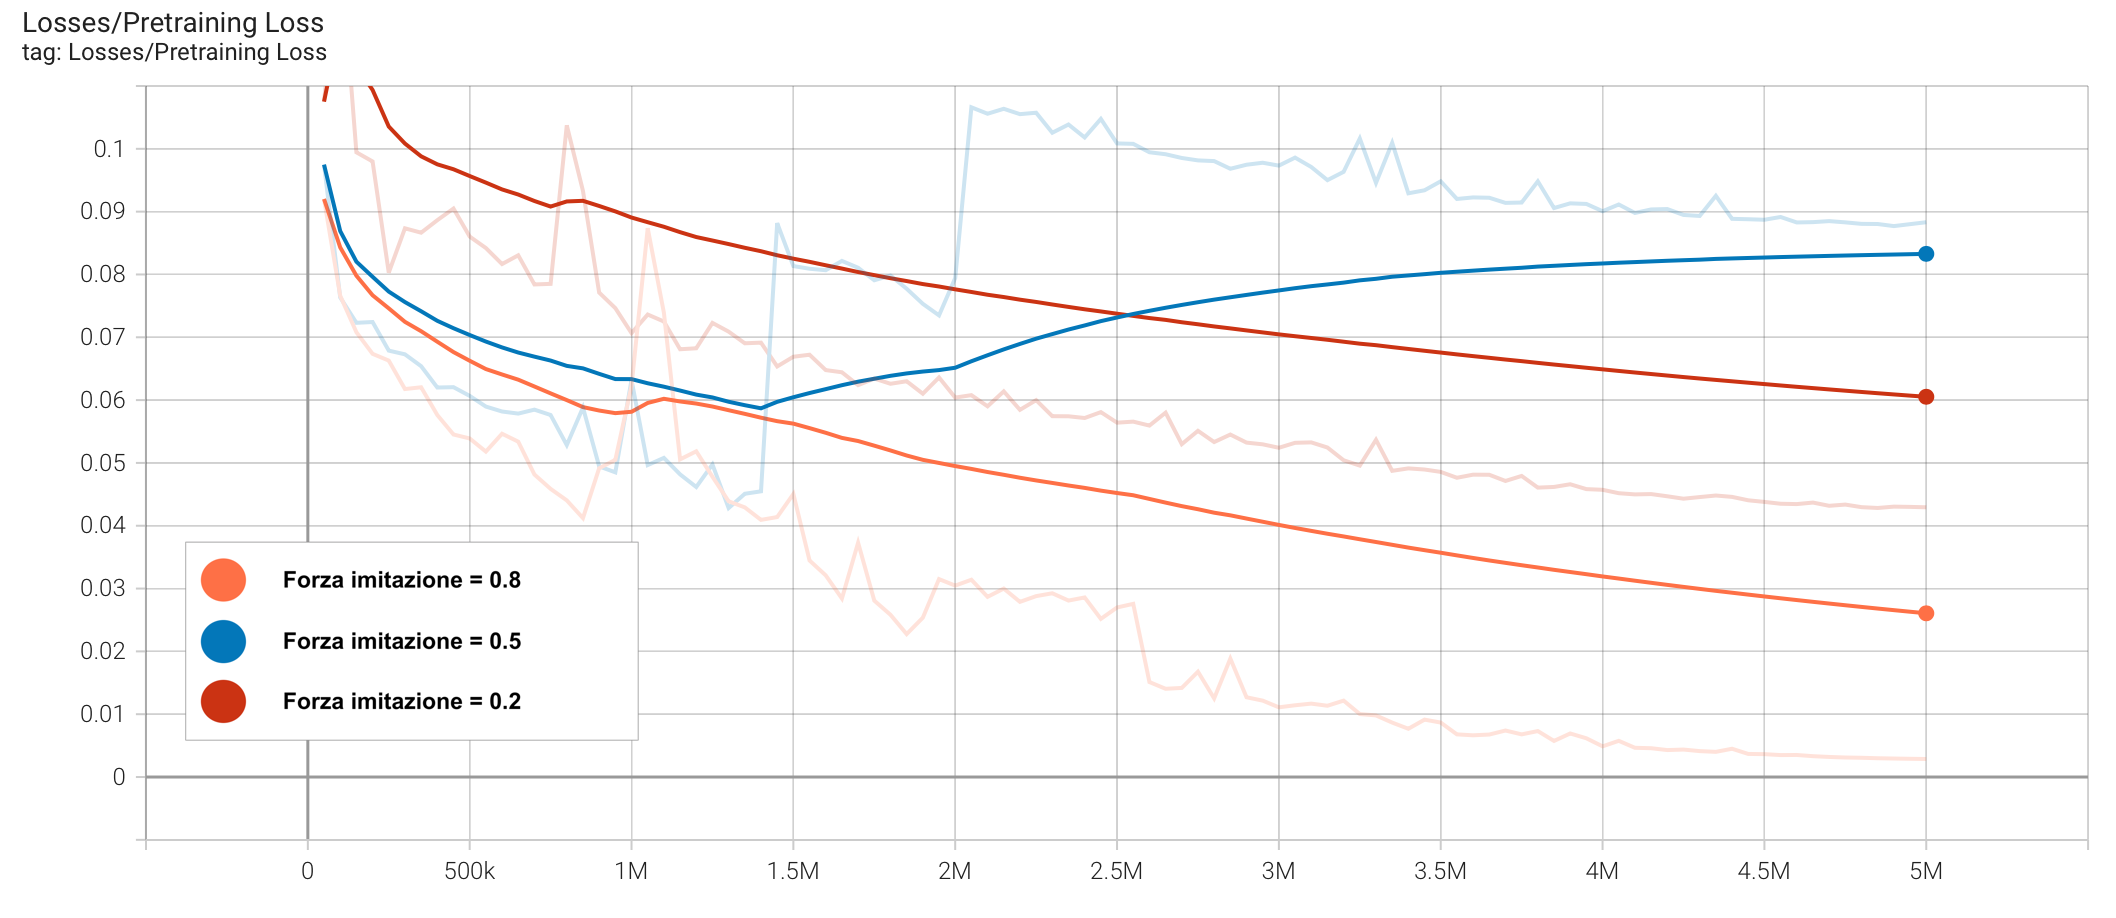 Losses/Pretraining Loss
tag: Losses/Pretraining Loss
0.1
0.09
0.08
0.07
0.06
0.05
0.04
0.03
0.02
0.01
0
Forza imitazione = 0.8
Forza imitazione = 0.5
Forza imitazione = 0.2
0 500k 1M 1.5M 2M 2.5M 3M 3.5M 4M 4.5M 5M